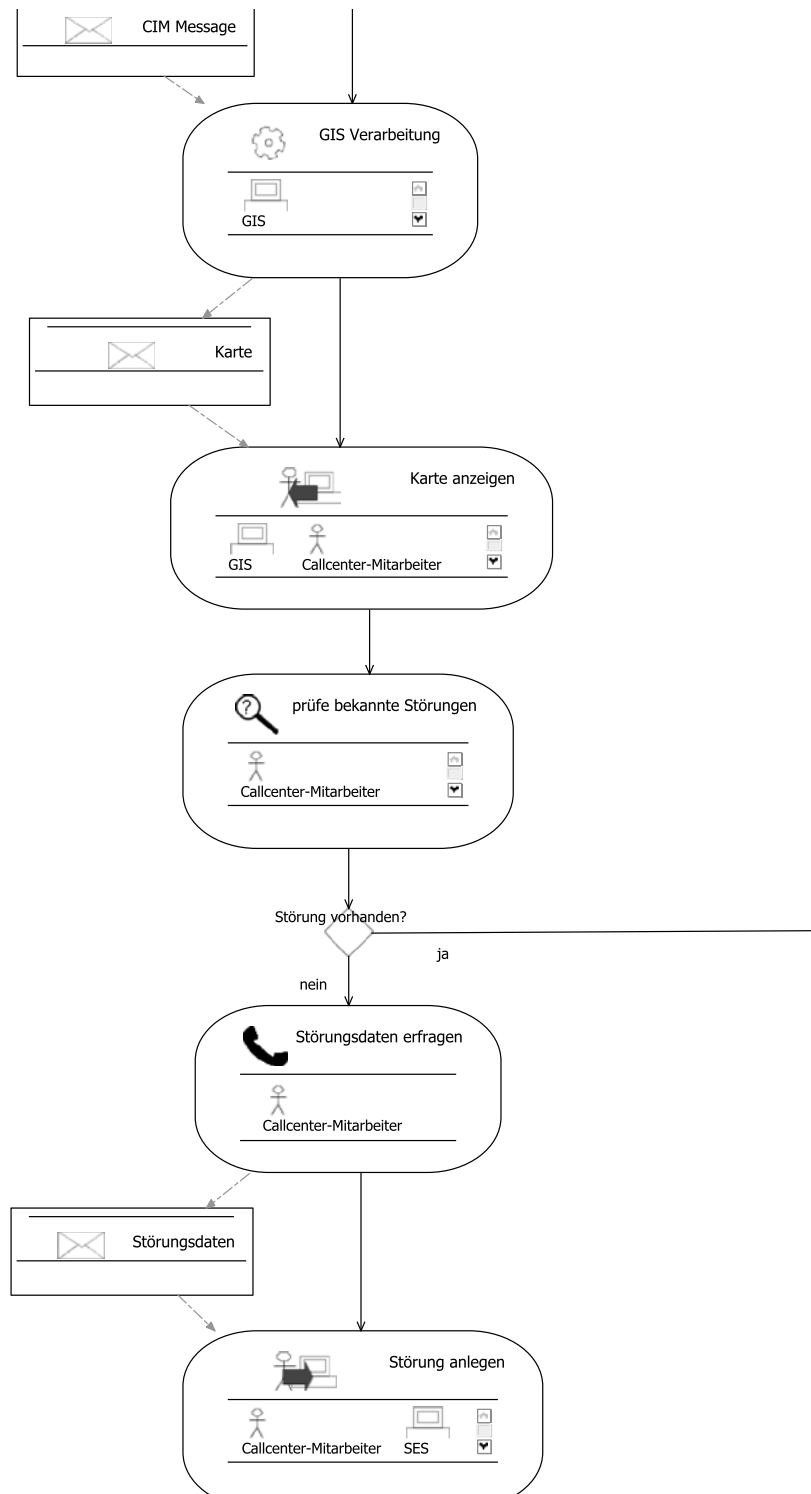 CIM Message
GIS Verarbeitung
GIS
Karte
Karte anzeigen
GIS
Callcenter-Mitarbeiter
prüfe bekannte Störungen
Callcenter-Mitarbeiter
Störung vorhanden?
ja
nein
Störungsdaten erfragen
Callcenter-Mitarbeiter
Störungsdaten
Störung anlegen
Callcenter-Mitarbeiter
SES